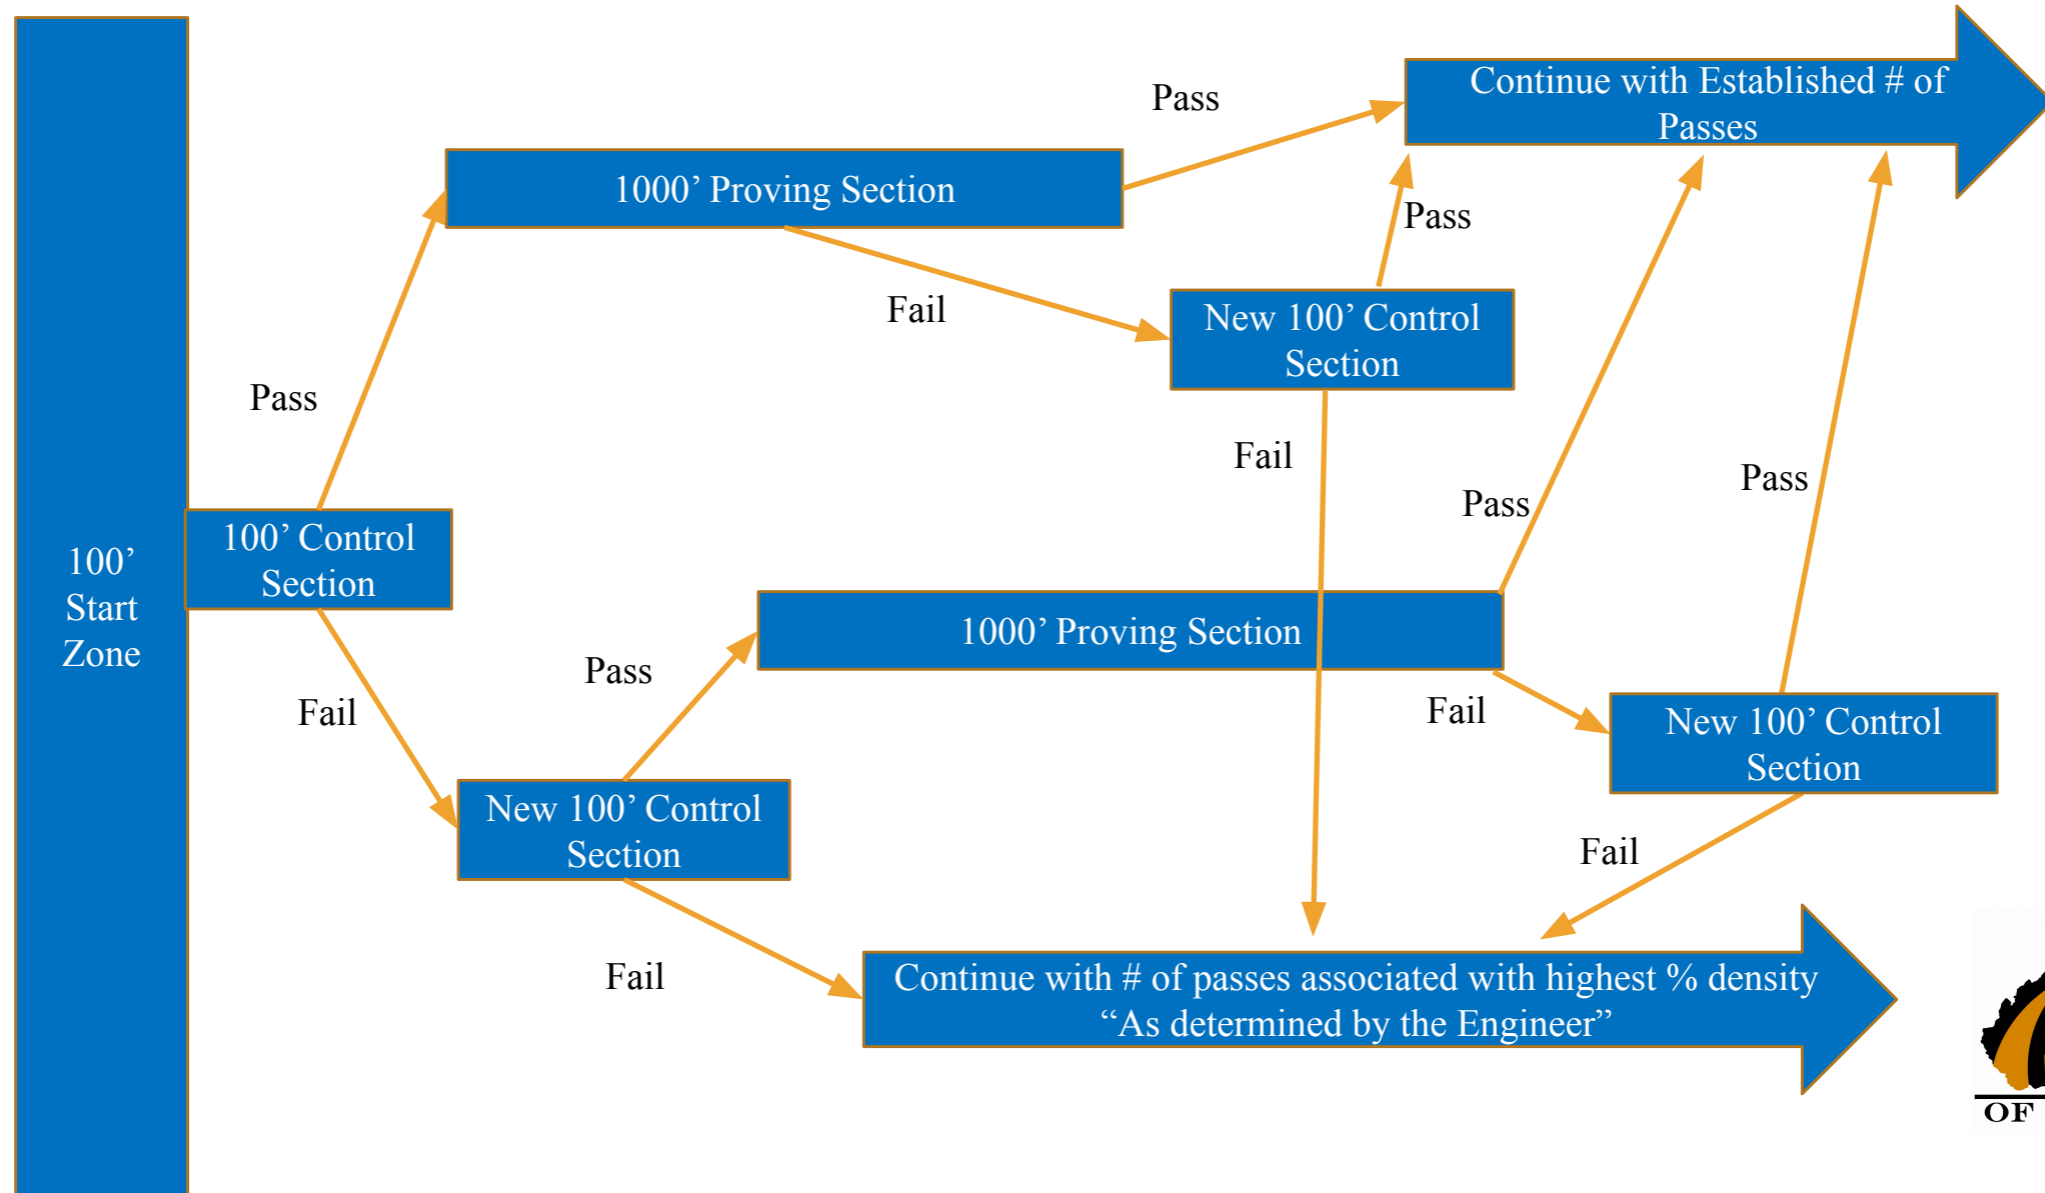 Continue with Established # of
Passes
Pass
1000’ Proving Section
Pass
Fail
New 100’ Control
Section
Pass
Fail
Pass
Pass
100’
Start
Zone
100’ Control
Section
1000’ Proving Section
Pass
Fail
Fail
New 100’ Control
Section
New 100’ Control
Section
Fail
Fail
Continue with # of passes associated with highest % density
“As determined by the Engineer”
OF